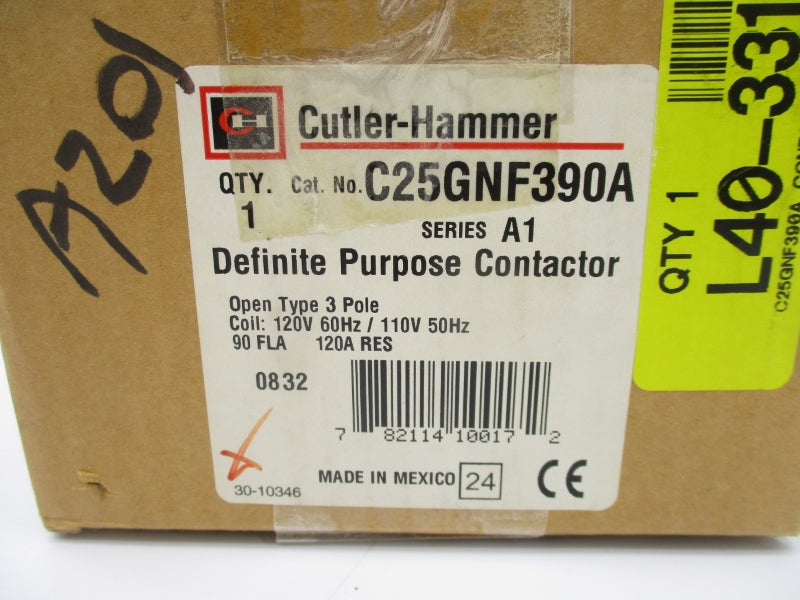 A201
CH
Cutler-Hammer
QTY. Cat. No. C25GNF390A
1
SERIES A1
Definite Purpose Contactor
Open Type 3 Pole
Coil: 120V 60Hz / 110V 50Hz
90 FLA 120A RES
0832
7 82114 10017 2
MADE IN MEXICO 24 CE
30-10346
QTY 1
L40-331
C25GNF390A